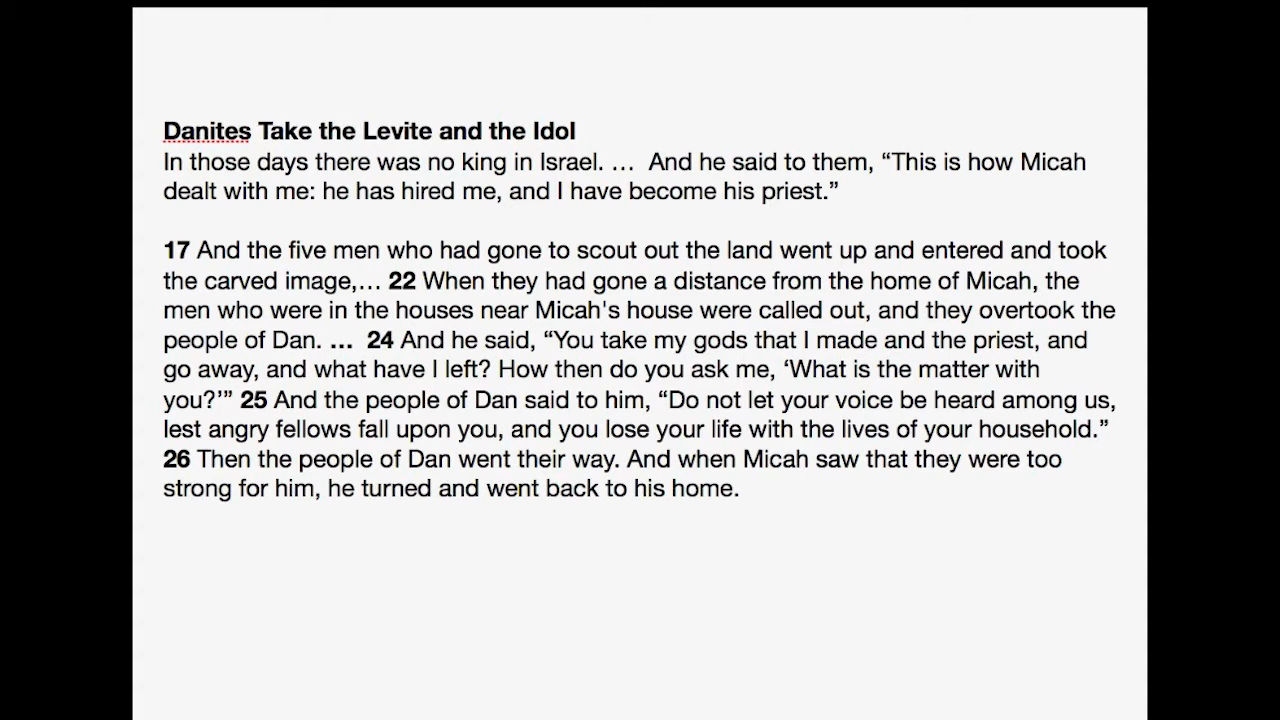 Danites Take the Levite and the Idol
In those days there was no king in Israel. …  And he said to them, “This is how Micah
dealt with me: he has hired me, and I have become his priest.”
17 And the five men who had gone to scout out the land went up and entered and took
the carved image,… 22 When they had gone a distance from the home of Micah, the
men who were in the houses near Micah's house were called out, and they overtook the
people of Dan. …  24 And he said, “You take my gods that I made and the priest, and
go away, and what have I left? How then do you ask me, ‘What is the matter with
you?’” 25 And the people of Dan said to him, “Do not let your voice be heard among us,
lest angry fellows fall upon you, and you lose your life with the lives of your household.”
26 Then the people of Dan went their way. And when Micah saw that they were too
strong for him, he turned and went back to his home.